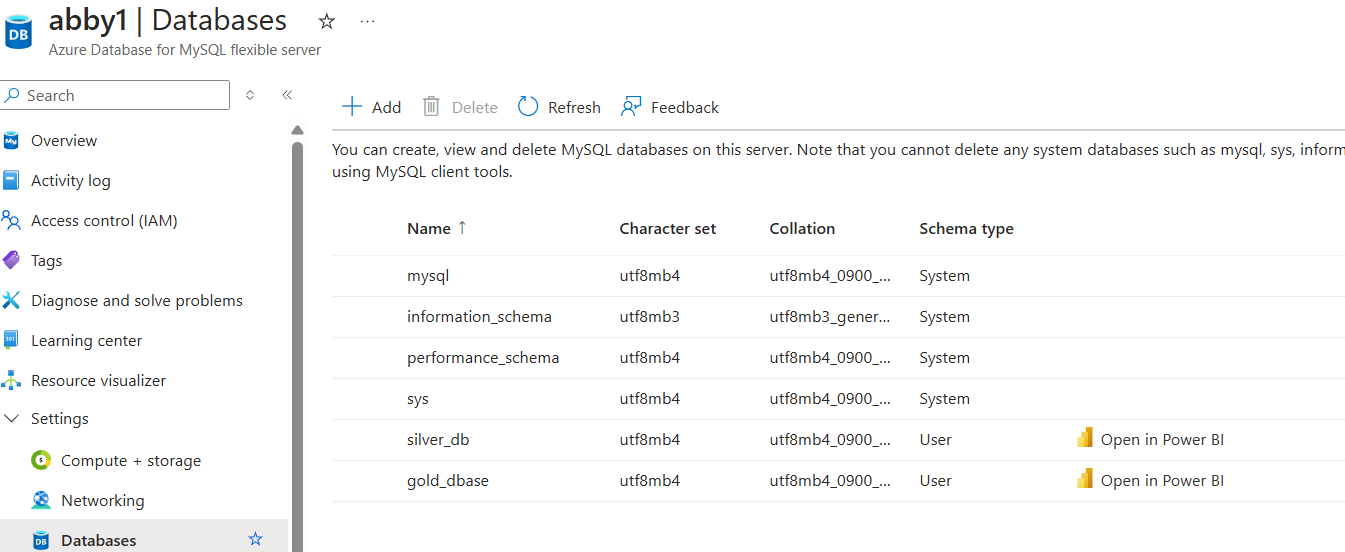 abby1 | Databases
Azure Database for MySQL flexible server
Search
Overview
Activity log
Access control (IAM)
Tags
Diagnose and solve problems
Learning center
Resource visualizer
Settings
Compute + storage
Networking
Databases
Add Delete Refresh Feedback
You can create, view and delete MySQL databases on this server. Note that you cannot delete any system databases such as mysql, sys, inform
using MySQL client tools.
Name ↑ Character set Collation Schema type
mysql utf8mb4 utf8mb4_0900_... System
information_schema utf8mb3 utf8mb3_gener... System
performance_schema utf8mb4 utf8mb4_0900_... System
sys utf8mb4 utf8mb4_0900_... System
silver_db utf8mb4 utf8mb4_0900_... User Open in Power BI
gold_dbase utf8mb4 utf8mb4_0900_... User Open in Power BI